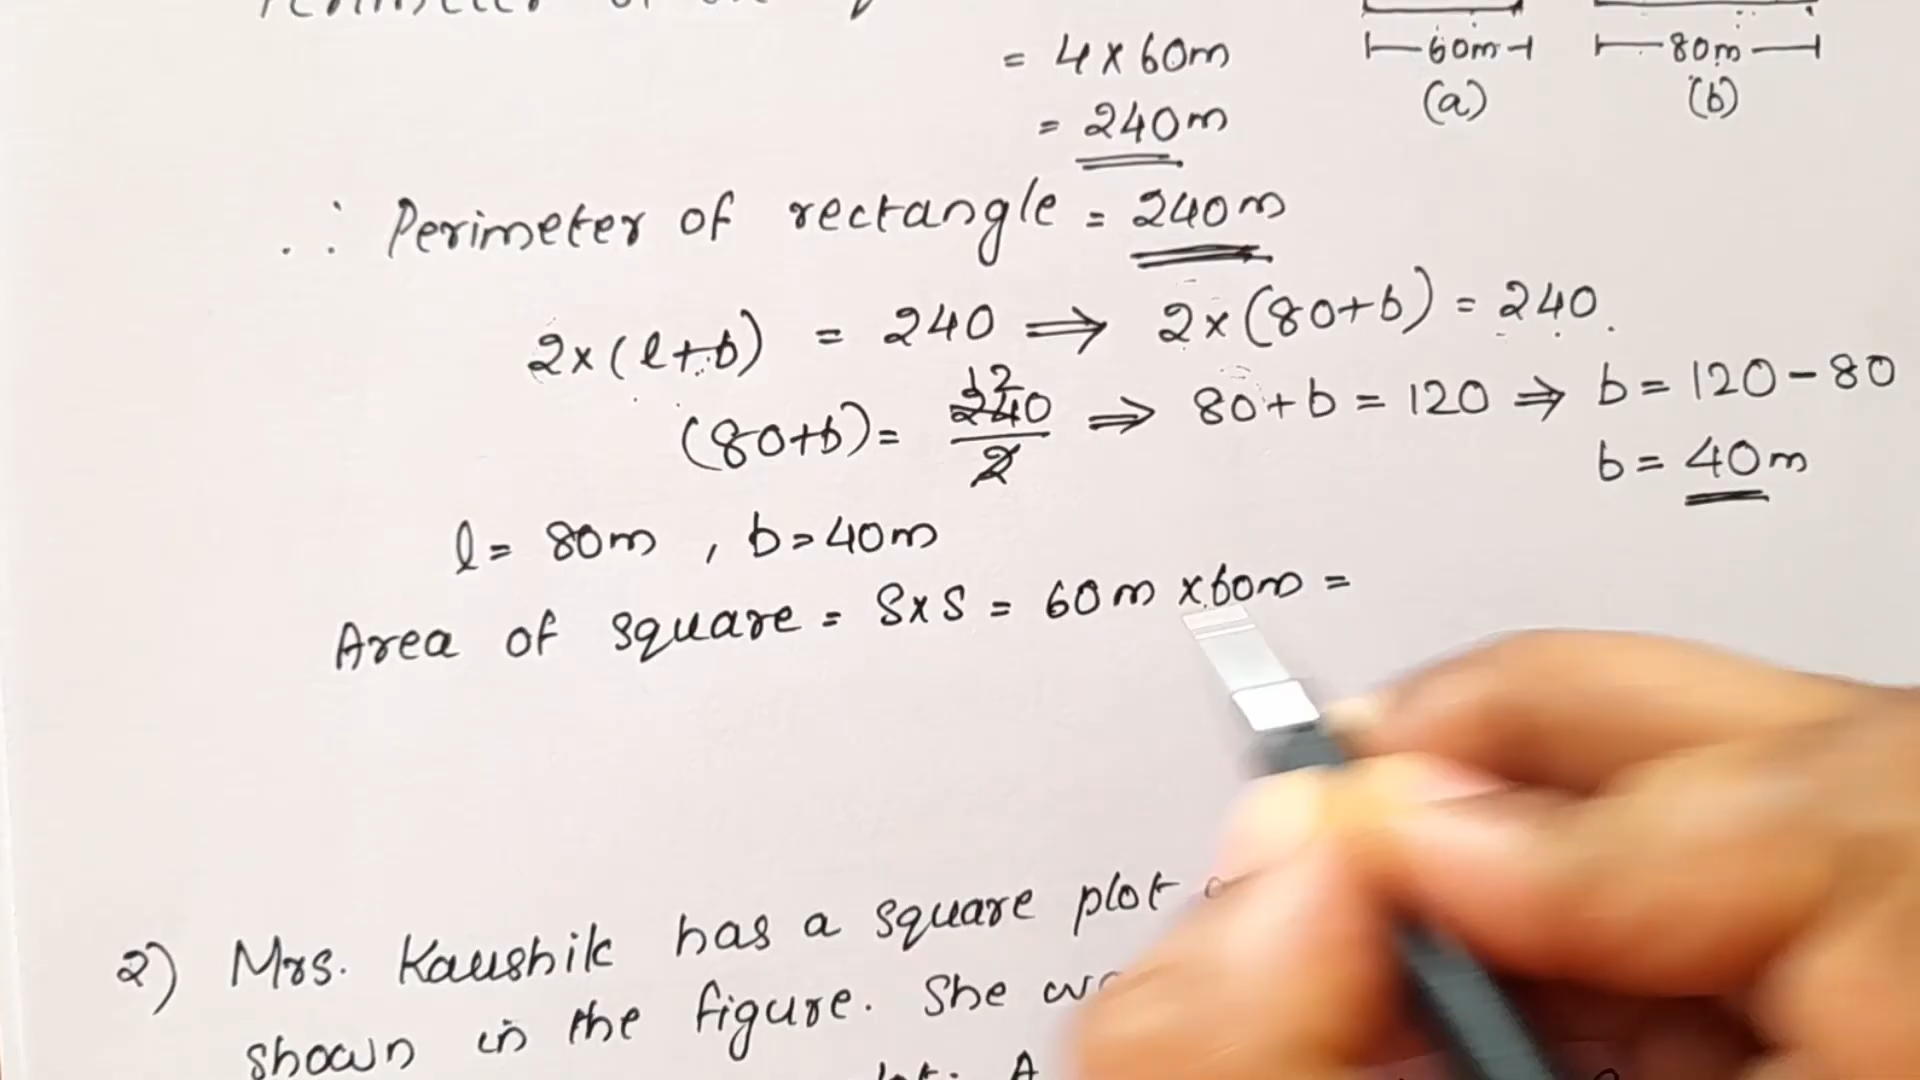 = 4 x 60m
60m
80m
= 240m
(a)
(b)
∴ Perimeter of rectangle = 240m
2x(l+b) = 240 ⇒ 2x(80+b) = 240.
(80+b) = 240/2 12 ⇒ 80+b = 120 ⇒ b = 120 - 80
b = 40m
l = 80m , b = 40m
Area of square = SxS = 60m x 60m =
2) Mrs. Kaushik has a square plot
shown in the figure. She